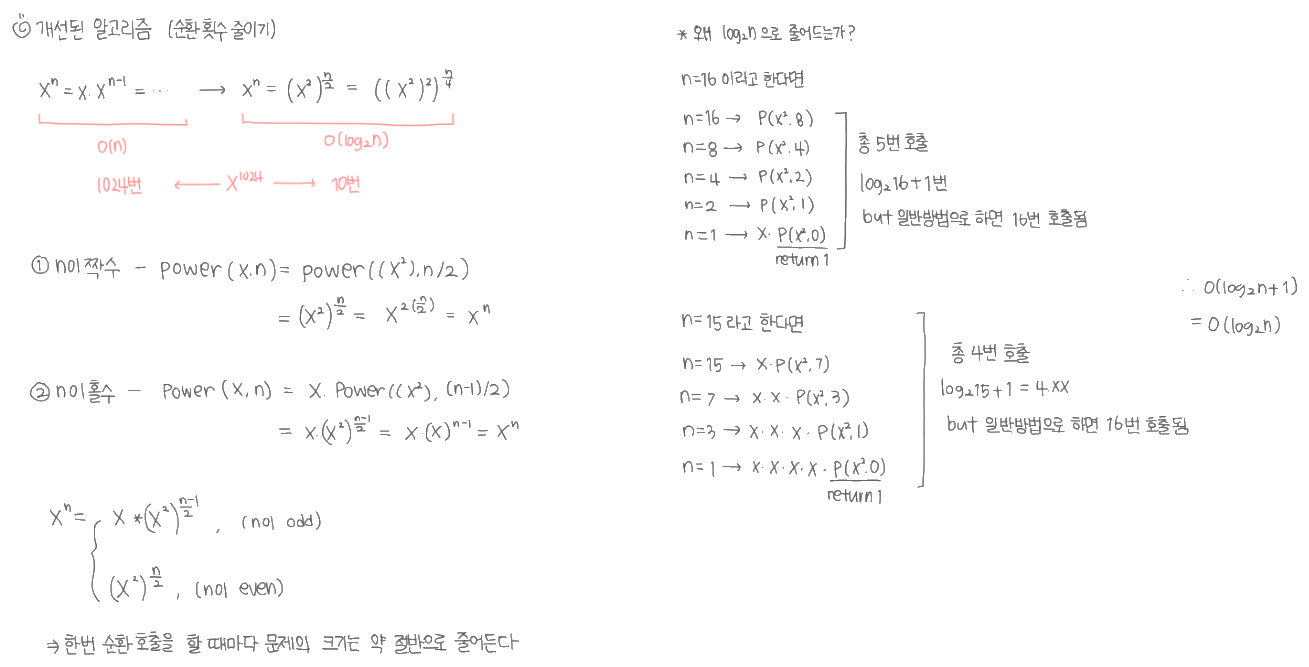 개선된 알고리즘 (순환 횟수 줄이기)
xⁿ = x·xⁿ⁻¹ = ··· → xⁿ = (x²)^(n/2) = ((x²)²)^(n/4)
O(n) O(log₂n)
1024번 ← x¹⁰²⁴ → 10번
① n이 짝수 - power(x.n) = power((x²), n/2)
= (x²)^(n/2) = x^(2(n/2)) = xⁿ
② n이 홀수 - Power(x, n) = x. Power((x²), (n-1)/2)
= x·(x²)^((n-1)/2) = x·(x)ⁿ⁻¹ = xⁿ
xⁿ = { x *(x²)^((n-1)/2) , (n이 odd)
(x²)^(n/2) , (n이 even)
⇒ 한번 순환 호출을 할 때마다 문제의 크기는 약 절반으로 줄어든다
* 왜 log₂n 으로 줄어드는가?
n=16 이라고 한다면
n=16 → P(x².8)
n=8 → P(x².4)
n=4 → P(x²,2)
n=2 → P(x²,1)
n=1 → x. P(x²,0)
return 1
총 5번 호출
log₂16+1번
but 일반방법으로 하면 16번 호출됨
n=15 라고 한다면
n=15 → x·P(x²,7)
n=7 → x·x·P(x²,3)
n=3 → x·x·x·P(x²,1)
n=1 → x·x·x·x·P(x².0)
return 1
총 4번 호출
log₂15+1 = 4.xx
but 일반방법으로 하면 16번 호출됨
∴ O(log₂n+1)
= O(log₂n)